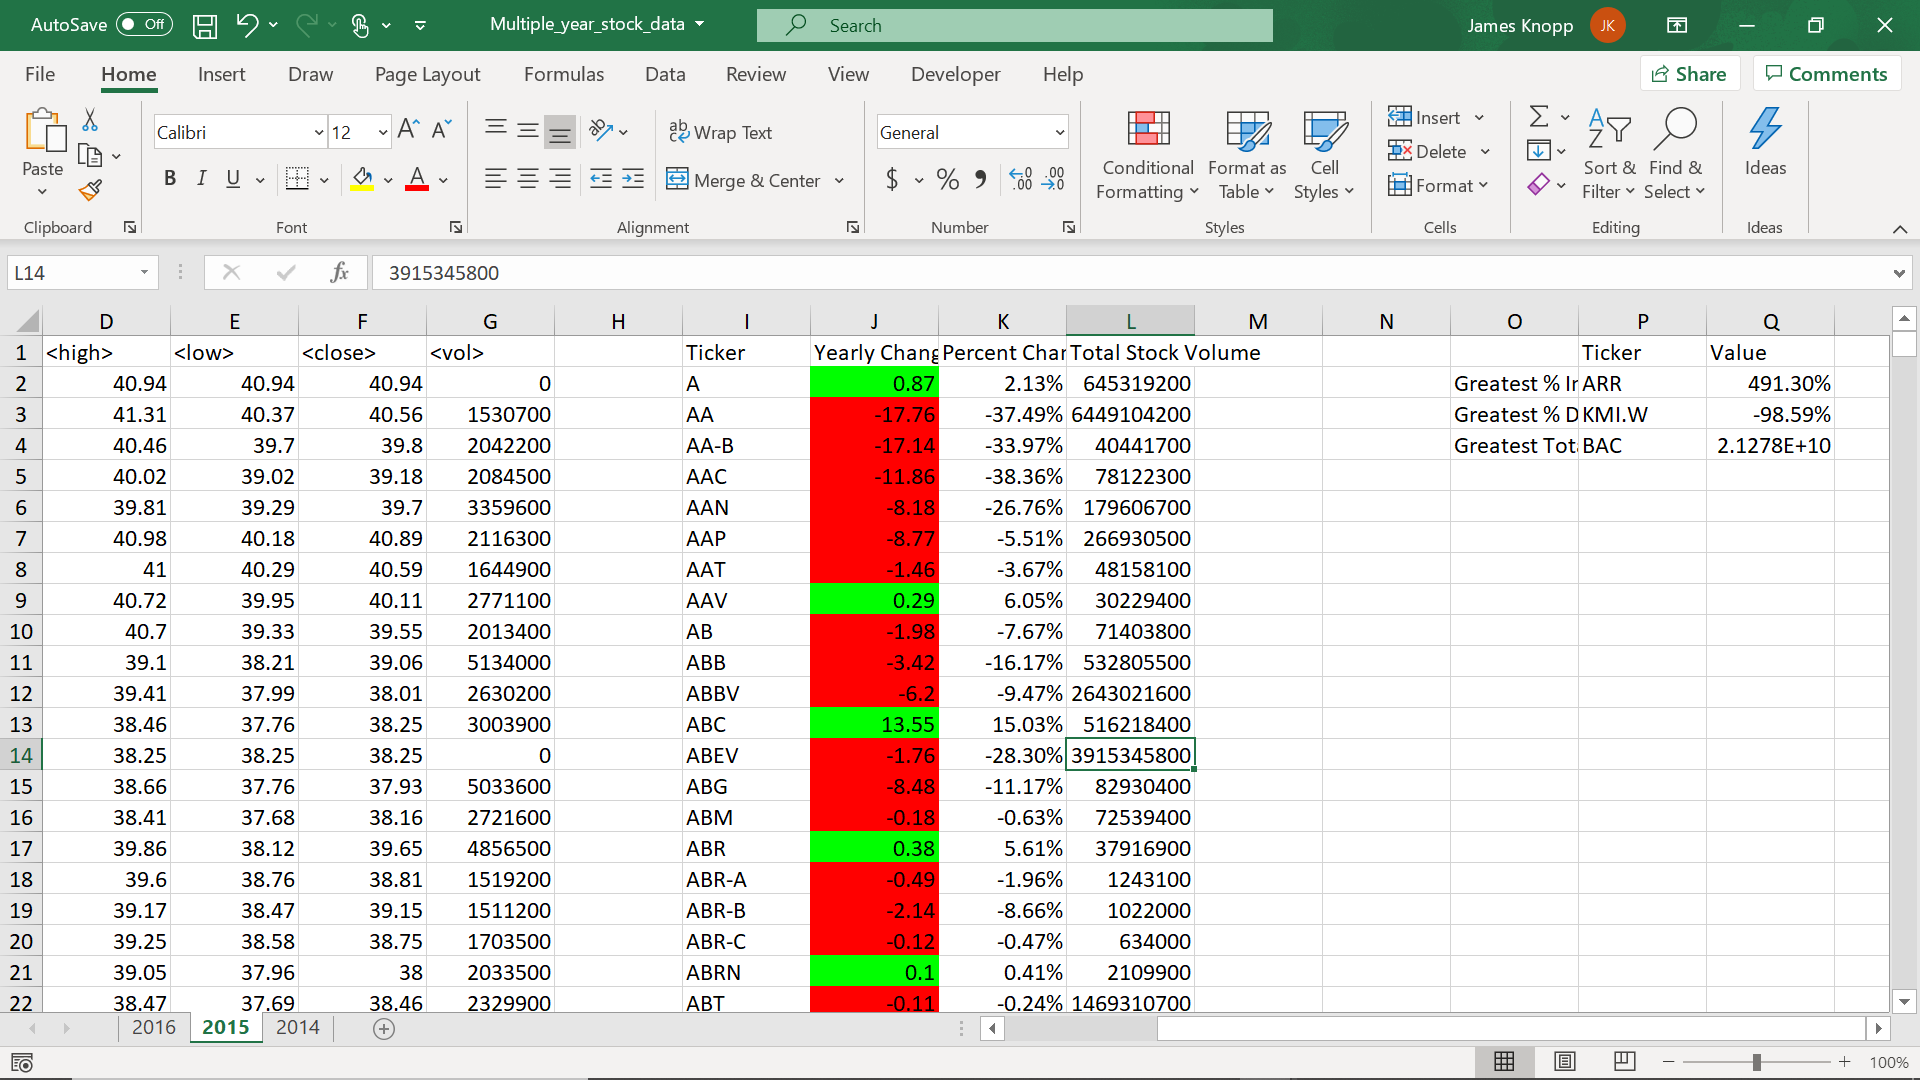 AutoSave Off Multiple_year_stock_data Search James Knopp JK
File Home Insert Draw Page Layout Formulas Data Review View Developer Help Share Comments
Calibri 12 ab Wrap Text General Insert
Paste Conditional Format as Cell Sort & Find & Ideas Delete
B I U A Merge & Center $ % Formatting Table Styles Format Filter Select
Clipboard Font Alignment Number Styles Cells Editing Ideas
L14 fx 3915345800
D E F G H I J K L M N O P Q
1 <high> <low> <close> <vol> Ticker Yearly Chang Percent Char Total Stock Volume Ticker Value
2 40.94 40.94 40.94 0 A 0.87 2.13% 645319200 Greatest % In ARR 491.30%
3 41.31 40.37 40.56 1530700 AA -17.76 -37.49% 6449104200 Greatest % D KMI.W -98.59%
4 40.46 39.7 39.8 2042200 AA-B -17.14 -33.97% 40441700 Greatest Tot BAC 2.1278E+10
5 40.02 39.02 39.18 2084500 AAC -11.86 -38.36% 78122300
6 39.81 39.29 39.7 3359600 AAN -8.18 -26.76% 179606700
7 40.98 40.18 40.89 2116300 AAP -8.77 -5.51% 266930500
8 41 40.29 40.59 1644900 AAT -1.46 -3.67% 48158100
9 40.72 39.95 40.11 2771100 AAV 0.29 6.05% 30229400
10 40.7 39.33 39.55 2013400 AB -1.98 -7.67% 71403800
11 39.1 38.21 39.06 5134000 ABB -3.42 -16.17% 532805500
12 39.41 37.99 38.01 2630200 ABBV -6.2 -9.47% 2643021600
13 38.46 37.76 38.25 3003900 ABC 13.55 15.03% 516218400
14 38.25 38.25 38.25 0 ABEV -1.76 -28.30% 3915345800
15 38.66 37.76 37.93 5033600 ABG -8.48 -11.17% 82930400
16 38.41 37.68 38.16 2721600 ABM -0.18 -0.63% 72539400
17 39.86 38.12 39.65 4856500 ABR 0.38 5.61% 37916900
18 39.6 38.76 38.81 1519200 ABR-A -0.49 -1.96% 1243100
19 39.17 38.47 39.15 1511200 ABR-B -2.14 -8.66% 1022000
20 39.25 38.58 38.75 1703500 ABR-C -0.12 -0.47% 634000
21 39.05 37.96 38 2033500 ABRN 0.1 0.41% 2109900
22 38.47 37.69 38.46 2329900 ABT -0.11 -0.24% 1469310700
2016 2015 2014
100%